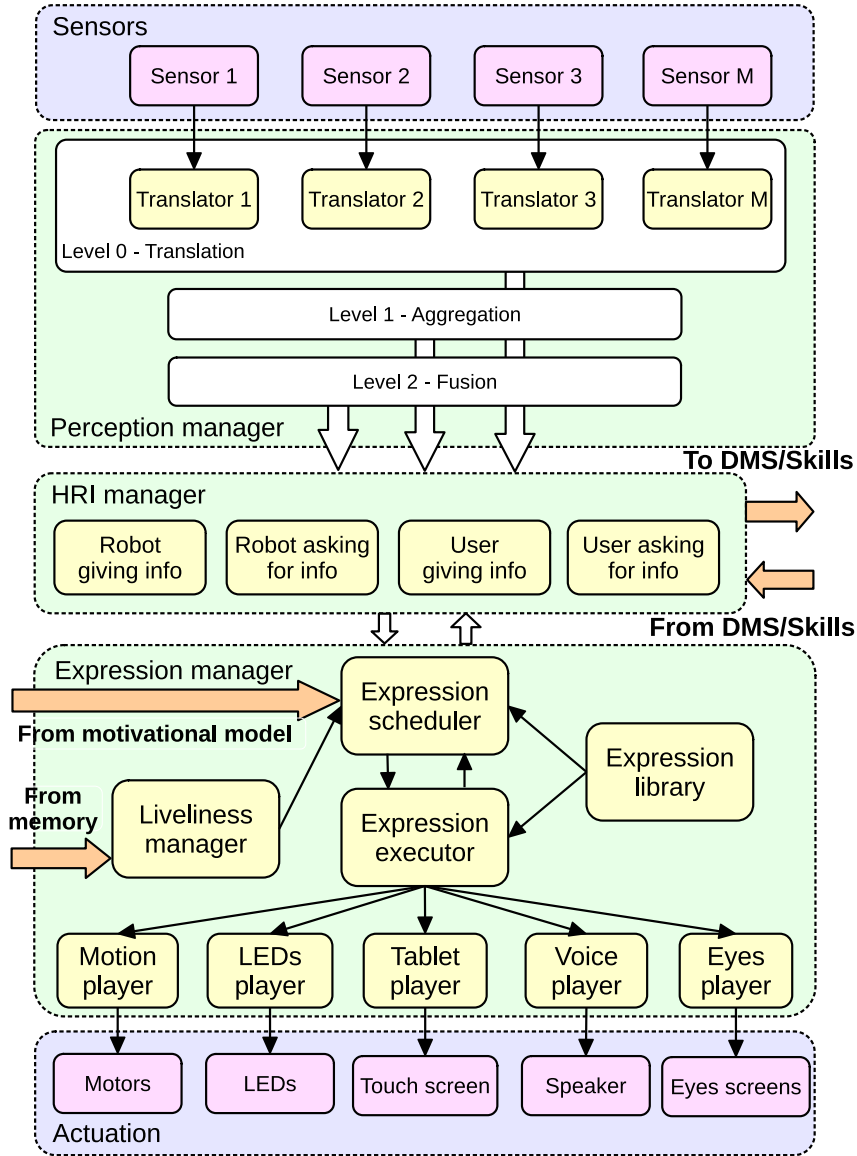 Sensors
Sensor 1
Sensor 2
Sensor 3
Sensor M
Translator 1
Translator 2
Translator 3
Translator M
Level 0 - Translation
Level 1 - Aggregation
Level 2 - Fusion
Perception manager
To DMS/Skills
HRI manager
Robot
giving info
Robot asking
for info
User
giving info
User asking
for info
From DMS/Skills
Expression manager
Expression
scheduler
From motivational model
Expression
library
From
memory
Liveliness
manager
Expression
executor
Motion
player
LEDs
player
Tablet
player
Voice
player
Eyes
player
Motors
LEDs
Touch screen
Speaker
Eyes screens
Actuation